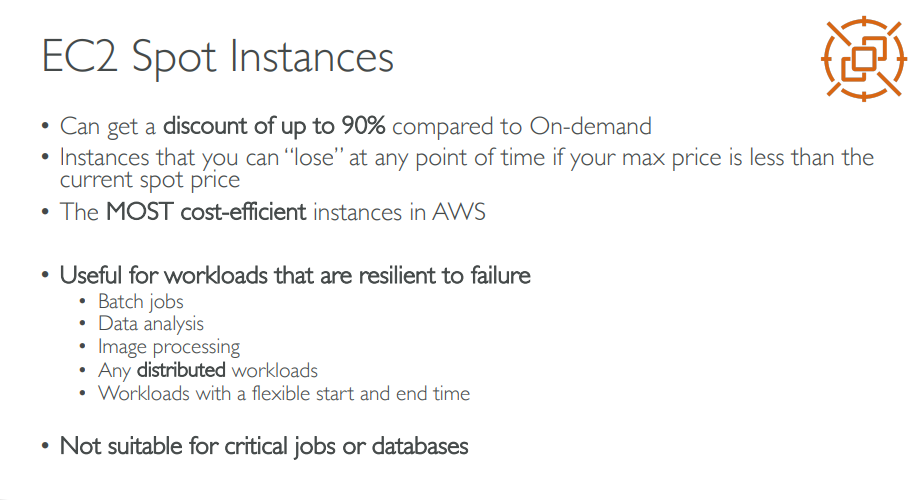 EC2 Spot Instances
• Can get a discount of up to 90% compared to On-demand
• Instances that you can “lose” at any point of time if your max price is less than the
current spot price
• The MOST cost-efficient instances in AWS
• Useful for workloads that are resilient to failure
• Batch jobs
• Data analysis
• Image processing
• Any distributed workloads
• Workloads with a flexible start and end time
• Not suitable for critical jobs or databases